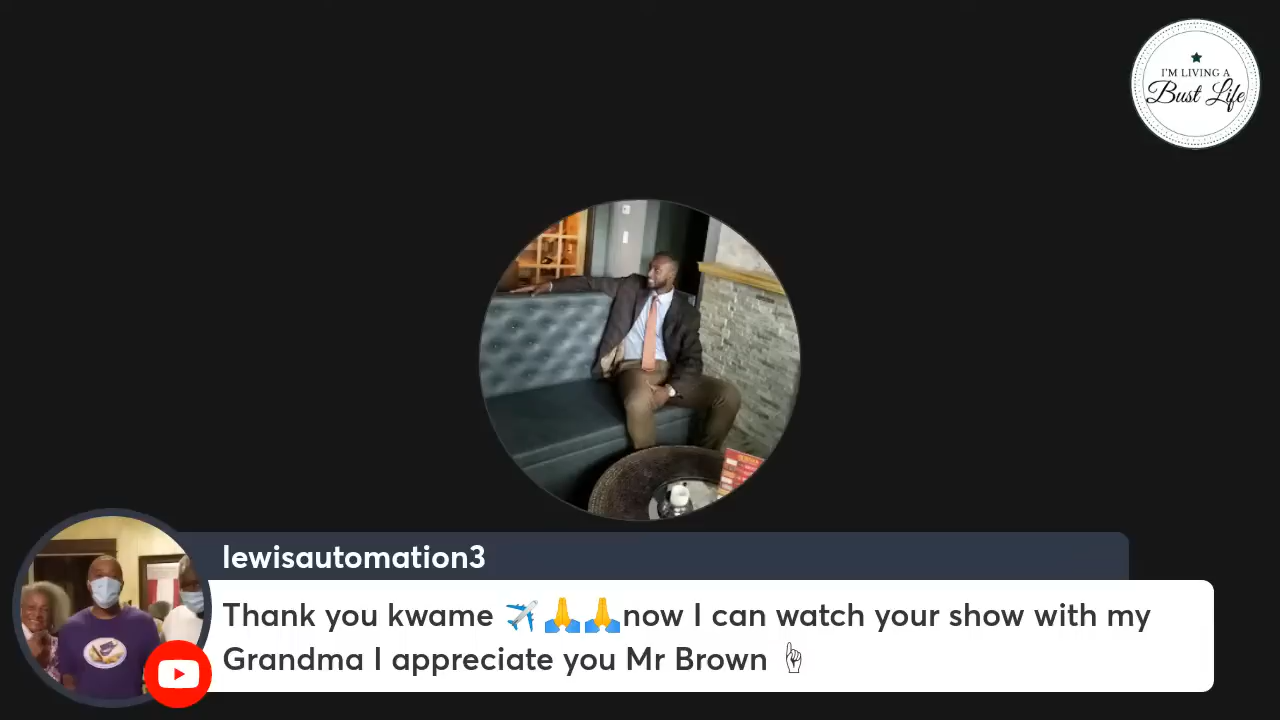 I'M LIVING A
Bust Life
lewisautomation3
Thank you kwame ✈️🙏🙏now I can watch your show with my
Grandma I appreciate you Mr Brown ☝